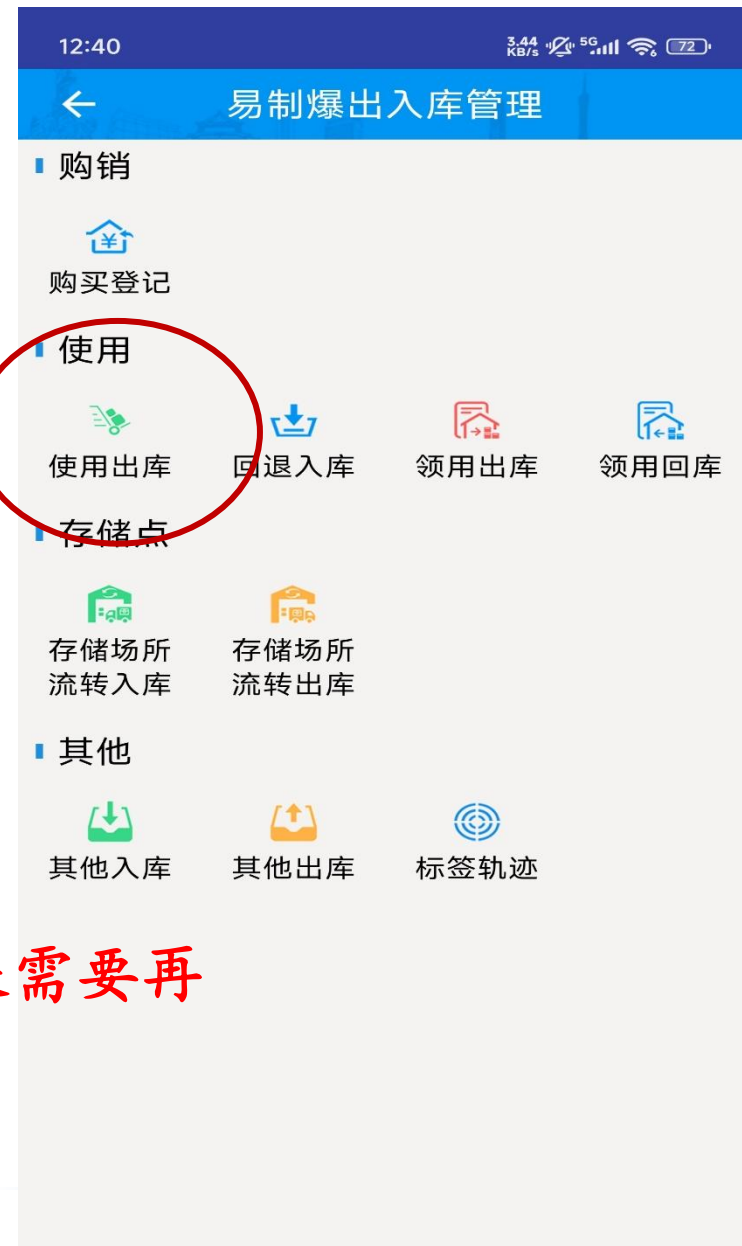 12:40 3.44 KB/s 5G 72
易制爆出入库管理
购销
购买登记
使用
使用出库 回退入库 领用出库 领用回库
存储点
存储场所 存储场所
流转入库 流转出库
其他
其他入库 其他出库 标签轨迹
需要再